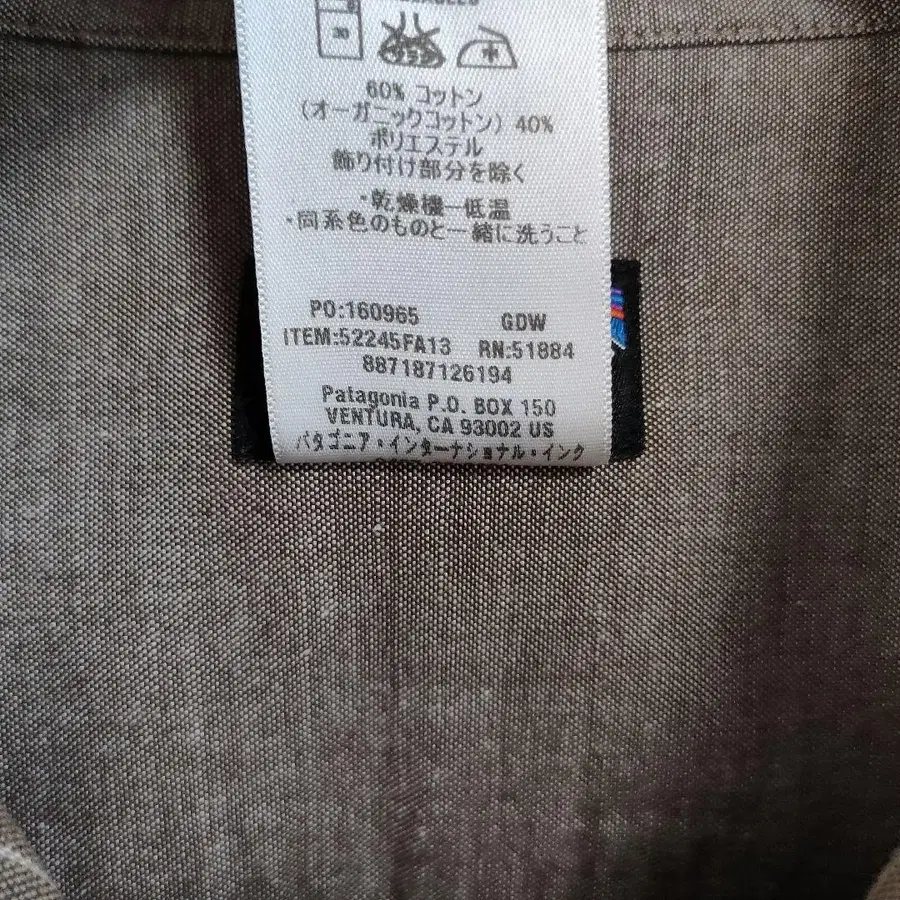 60% コットン
(オーガニックコットン) 40%
ポリエステル
飾り付け部分を除く
・乾燥機ー低温
・同系色のものと一緒に洗うこと
PO:160965 GDW
ITEM:52245FA13 RN:51884
887187126194
Patagonia P.O. BOX 150
VENTURA, CA 93002 US
パタゴニア・インターナショナル・インク